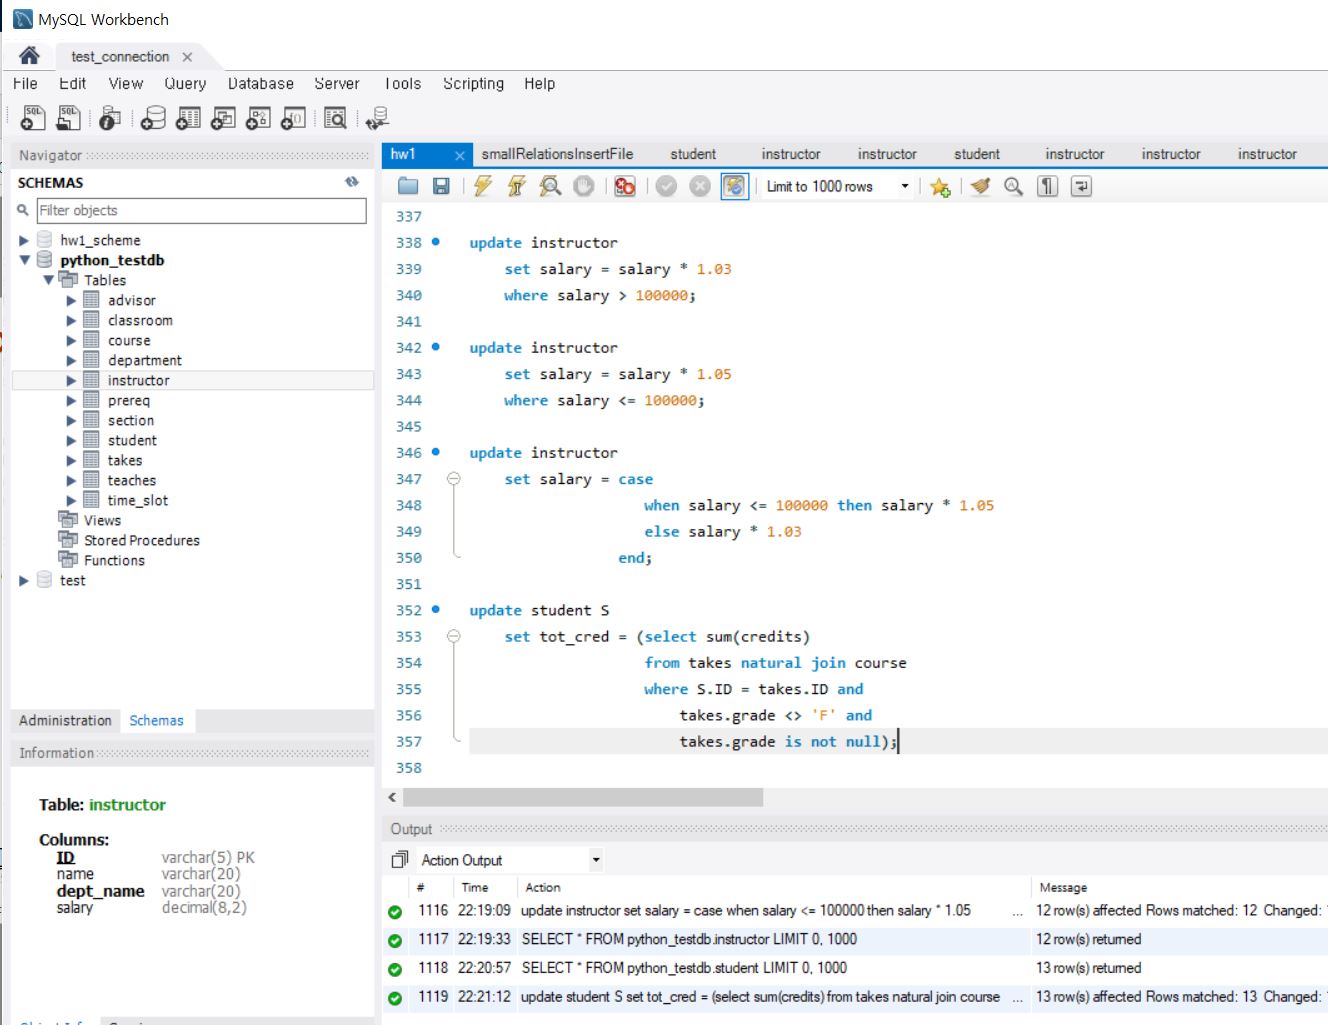 MySQL Workbench
test_connection
File Edit View Query Database Server Tools Scripting Help
Navigator
SCHEMAS
Filter objects
hw1_scheme
python_testdb
Tables
advisor
classroom
course
department
instructor
prereq
section
student
takes
teaches
time_slot
Views
Stored Procedures
Functions
test
Administration Schemas
Information
Table: instructor
Columns:
ID varchar(5) PK
name varchar(20)
dept_name varchar(20)
salary decimal(8,2)
hw1 smallRelationsInsertFile student instructor instructor student instructor instructor instructor
Limit to 1000 rows
337
338 update instructor
339 set salary = salary * 1.03
340 where salary > 100000;
341
342 update instructor
343 set salary = salary * 1.05
344 where salary <= 100000;
345
346 update instructor
347 set salary = case
348 when salary <= 100000 then salary * 1.05
349 else salary * 1.03
350 end;
351
352 update student S
353 set tot_cred = (select sum(credits)
354 from takes natural join course
355 where S.ID = takes.ID and
356 takes.grade <> 'F' and
357 takes.grade is not null);
358
Output
Action Output
# Time Action Message
1116 22:19:09 update instructor set salary = case when salary <= 100000 then salary * 1.05 ... 12 row(s) affected Rows matched: 12 Changed:
1117 22:19:33 SELECT * FROM python_testdb.instructor LIMIT 0, 1000 12 row(s) returned
1118 22:20:57 SELECT * FROM python_testdb.student LIMIT 0, 1000 13 row(s) returned
1119 22:21:12 update student S set tot_cred = (select sum(credits) from takes natural join course ... 13 row(s) affected Rows matched: 13 Changed: